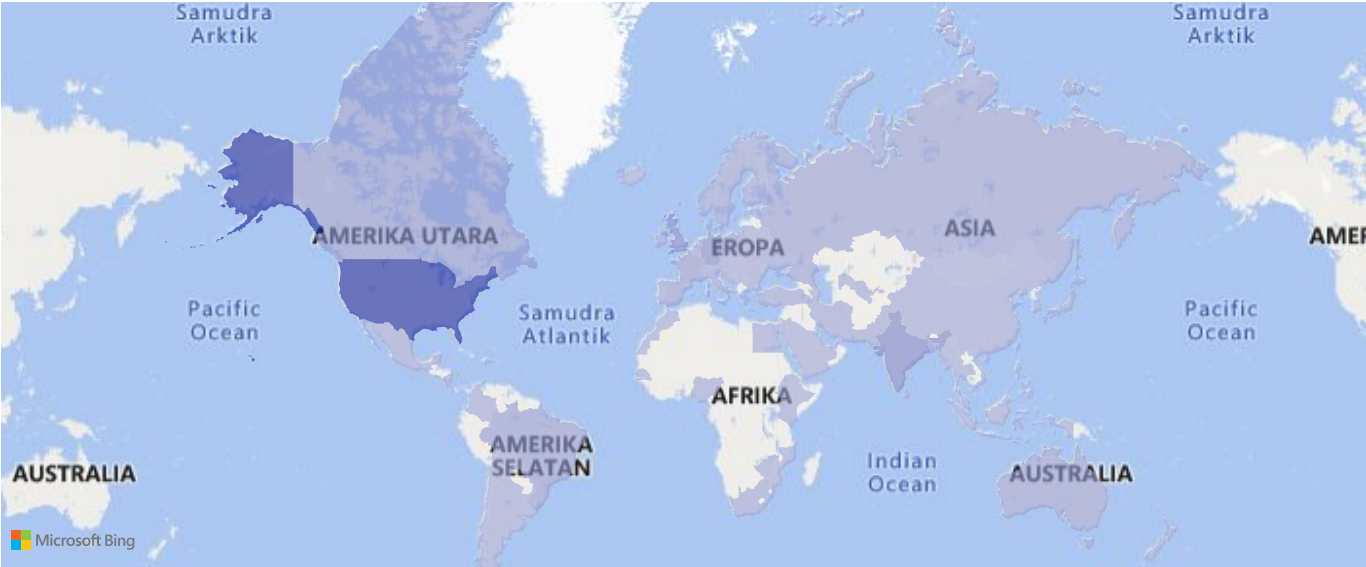 Samudra
Arktik
Samudra
Arktik
AMERIKA UTARA
EROPA
ASIA
AMER
Pacific
Ocean
Samudra
Atlantik
Pacific
Ocean
AFRIKA
AMERIKA
SELATAN
AUSTRALIA
Indian
Ocean
AUSTRALIA
Microsoft Bing